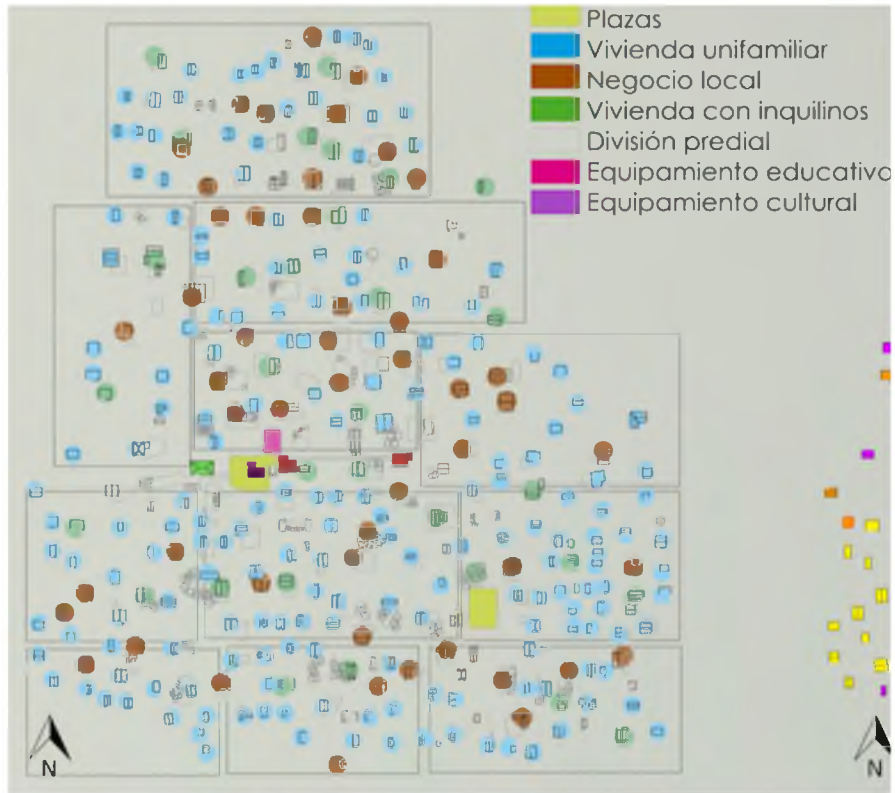 Plazas
Vivienda unifamiliar
Negocio local
Vivienda con inquilinos
División predial
Equipamiento educativo
Equipamiento cultural
N
N